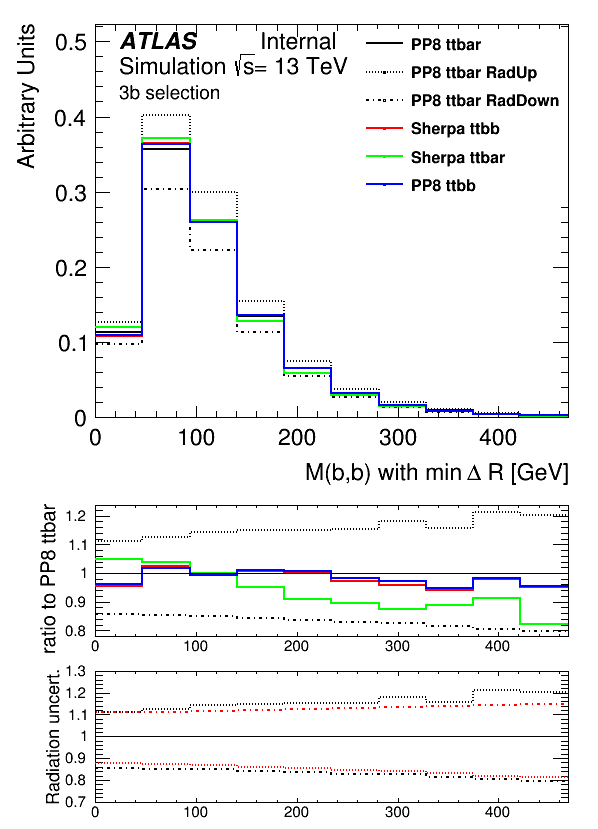 ATLAS Internal
Simulation √s= 13 TeV
3b selection
PP8 ttbar
PP8 ttbar RadUp
PP8 ttbar RadDown
Sherpa ttbb
Sherpa ttbar
PP8 ttbb
Arbitrary Units
0.5
0.4
0.3
0.2
0.1
0
0 100 200 300 400
M(b,b) with min Δ R [GeV]
ratio to PP8 ttbar
1.2
1.1
1
0.9
0.8
0 100 200 300 400
Radiation uncert.
1.3
1.2
1.1
1
0.9
0.8
0.7
0 100 200 300 400